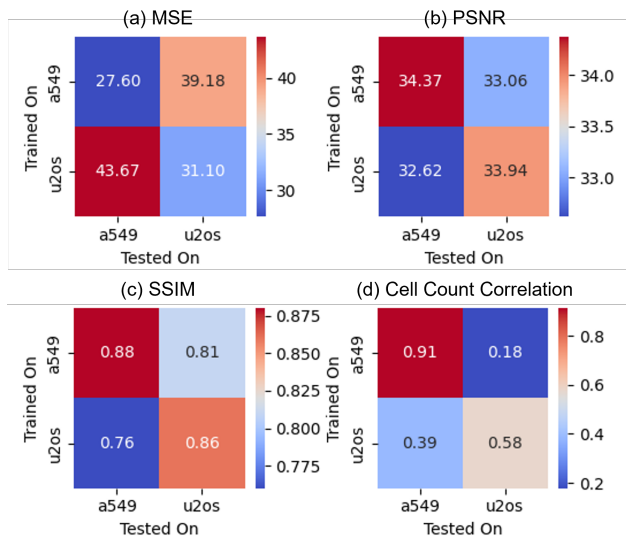 (a) MSE
(b) PSNR
Trained On
a549
u2os
27.60
39.18
43.67
31.10
40
35
30
a549
u2os
Tested On
Trained On
a549
u2os
34.37
33.06
32.62
33.94
34.0
33.5
33.0
a549
u2os
Tested On
(c) SSIM
(d) Cell Count Correlation
Trained On
a549
u2os
0.88
0.81
0.76
0.86
0.875
0.850
0.825
0.800
0.775
a549
u2os
Tested On
Trained On
a549
u2os
0.91
0.18
0.39
0.58
0.8
0.6
0.4
0.2
a549
u2os
Tested On